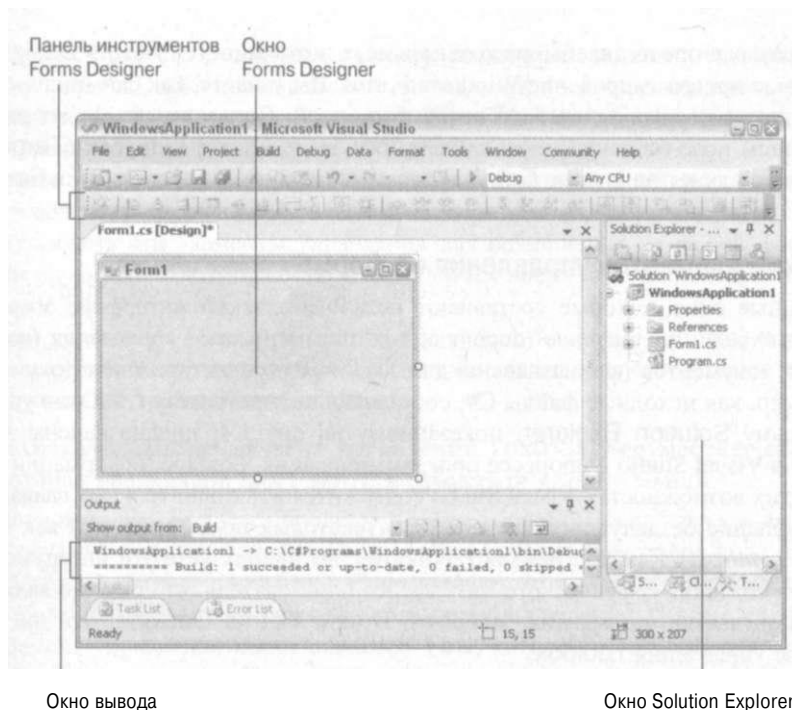 Панель инструментов Окно
Forms Designer Forms Designer
WindowsApplication1 - Microsoft Visual Studio
File Edit View Project Build Debug Data Format Tools Window Community Help
Debug Any CPU
Form1.cs [Design]*
Solution Explorer - ...
Form1
Solution 'WindowsApplication1
WindowsApplication1
Properties
References
Form1.cs
Program.cs
Output
Show output from: Build
WindowsApplication1 -> C:\C#Programs\WindowsApplication1\bin\Debug
========== Build: 1 succeeded or up-to-date, 0 failed, 0 skipped
S... Cl... T...
Task List Error List
Ready 15, 15 300 x 207
Окно вывода Окно Solution Explorer